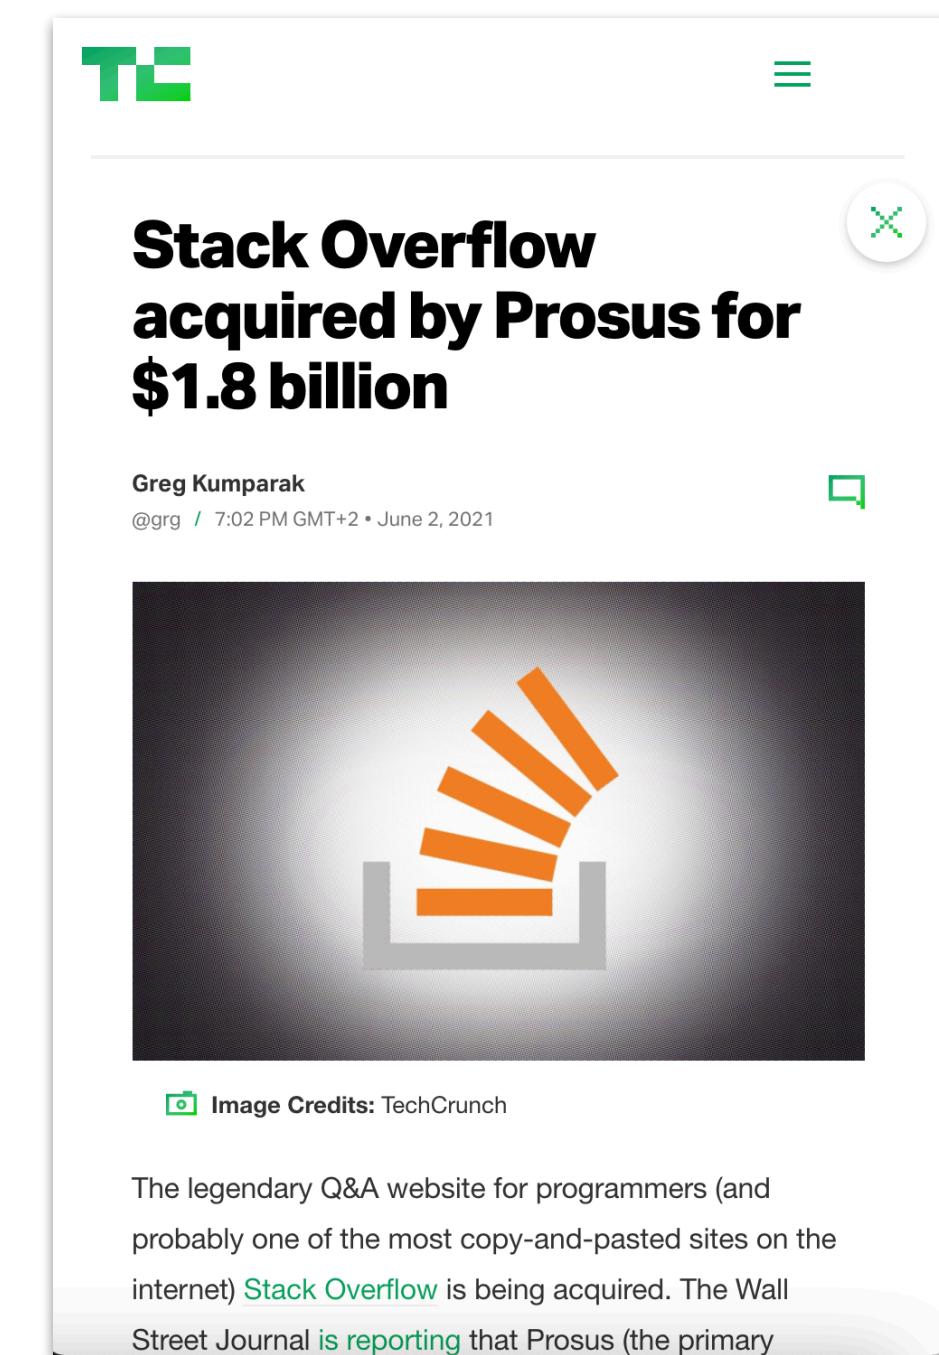 TC
Stack Overflow
acquired by Prosus for
$1.8 billion
Greg Kumparak
@grg / 7:02 PM GMT+2 • June 2, 2021
Image Credits: TechCrunch
The legendary Q&A website for programmers (and
probably one of the most copy-and-pasted sites on the
internet) Stack Overflow is being acquired. The Wall
Street Journal is reporting that Prosus (the primary